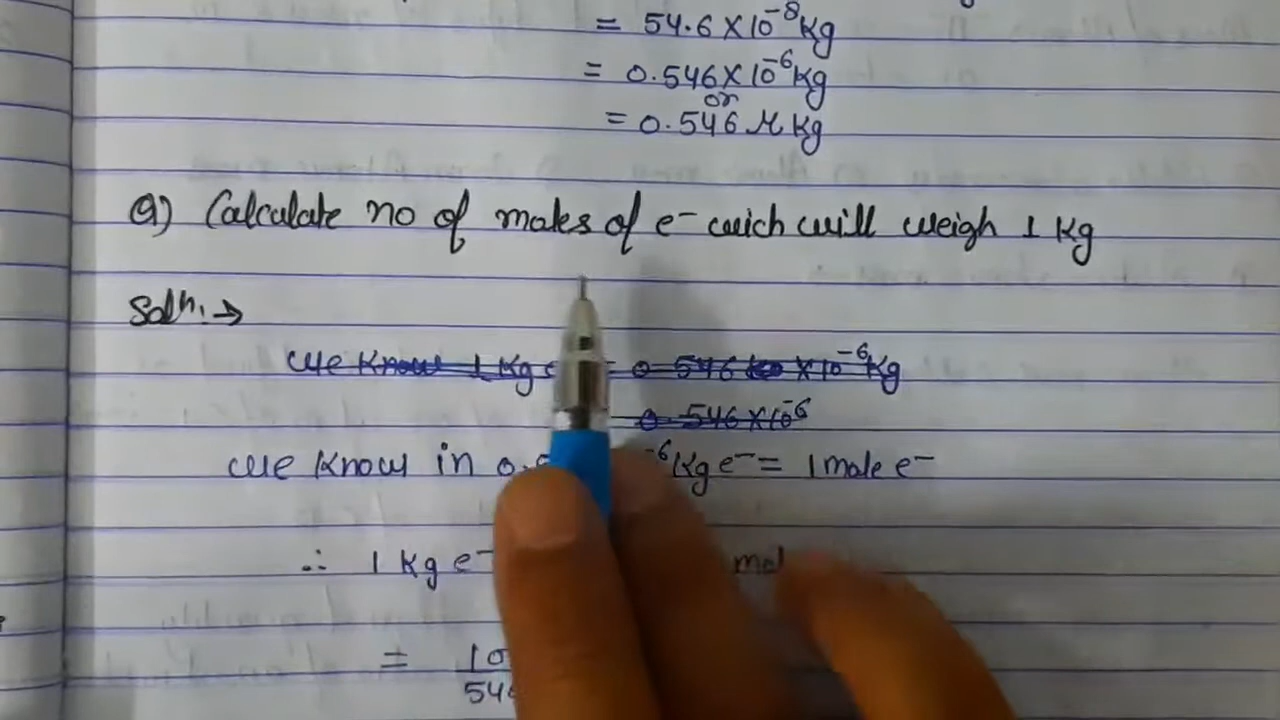 = 54.6 × 10⁻⁸ Kg
= 0.546 × 10⁻⁶ Kg
or
= 0.546 μ Kg
Q) Calculate no of moles of e⁻ wich will weigh 1 Kg
Soln. →
We Know 1 Kg 0.546 × 10⁻⁶ Kg
0.546 × 10⁻⁶
We Know in ⁻⁶ Kg e⁻ = 1 mole e⁻
∴ 1 Kg e⁻
=